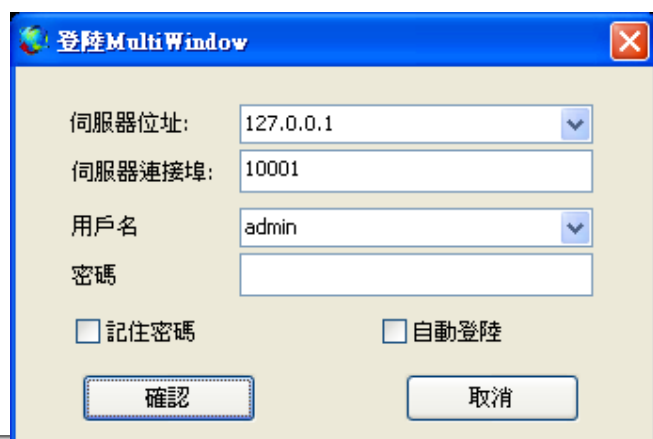 登陸MultiWindow
伺服器位址: 127.0.0.1
伺服器連接埠: 10001
用戶名 admin
密碼
記住密碼 自動登陸
確認 取消